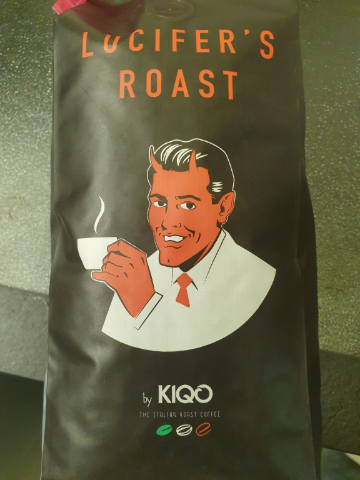 LUCIFER'S
ROAST
by KIQO
THE ITALIAN ROAST COFFEE